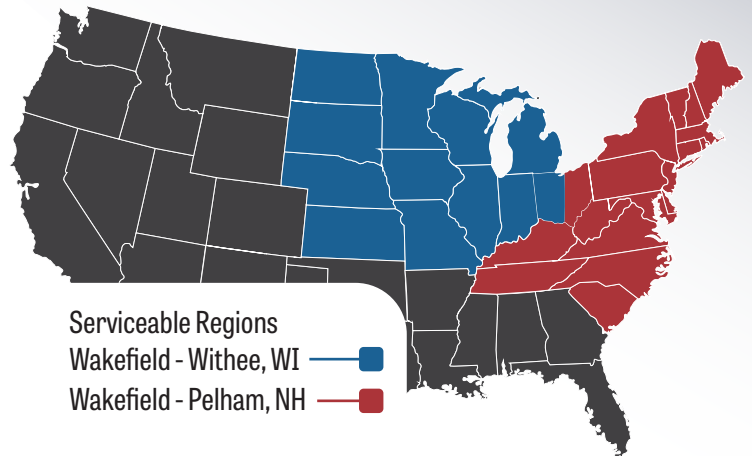 Serviceable Regions
Wakefield - Withee, WI
Wakefield - Pelham, NH